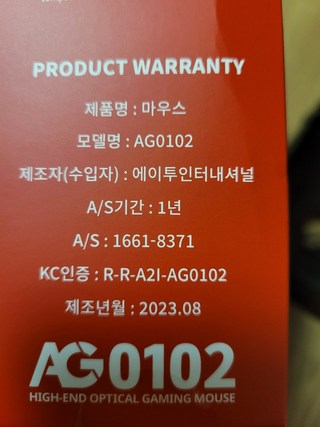 PRODUCT WARRANTY
제품명 : 마우스
모델명 : AG0102
제조자(수입자) : 에이투인터내셔널
A/S기간 : 1년
A/S : 1661-8371
KC인증 : R-R-A2I-AG0102
제조년월 : 2023.08
AG0102
HIGH-END OPTICAL GAMING MOUSE